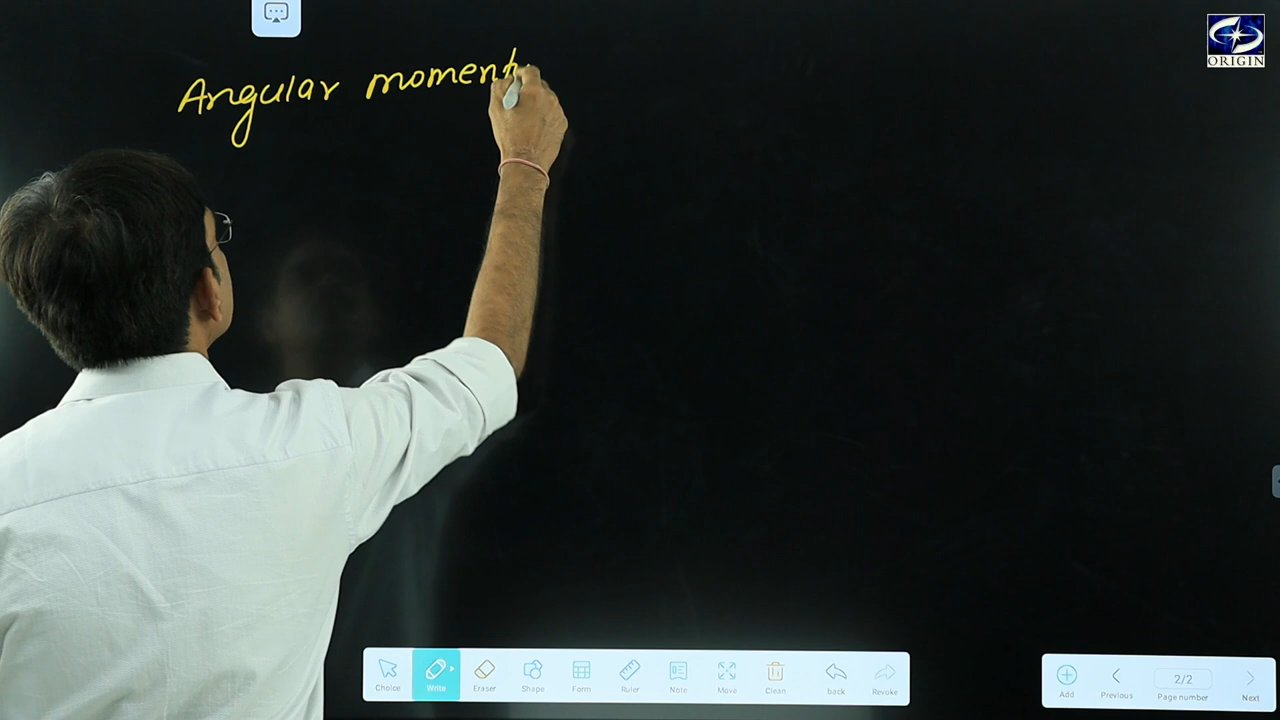 Angular moment
ORIGIN
Choice
Write
Eraser
Shape
Form
Ruler
Note
Move
Clean
back
Revoke
Add
Previous
2/2
Page number
Next